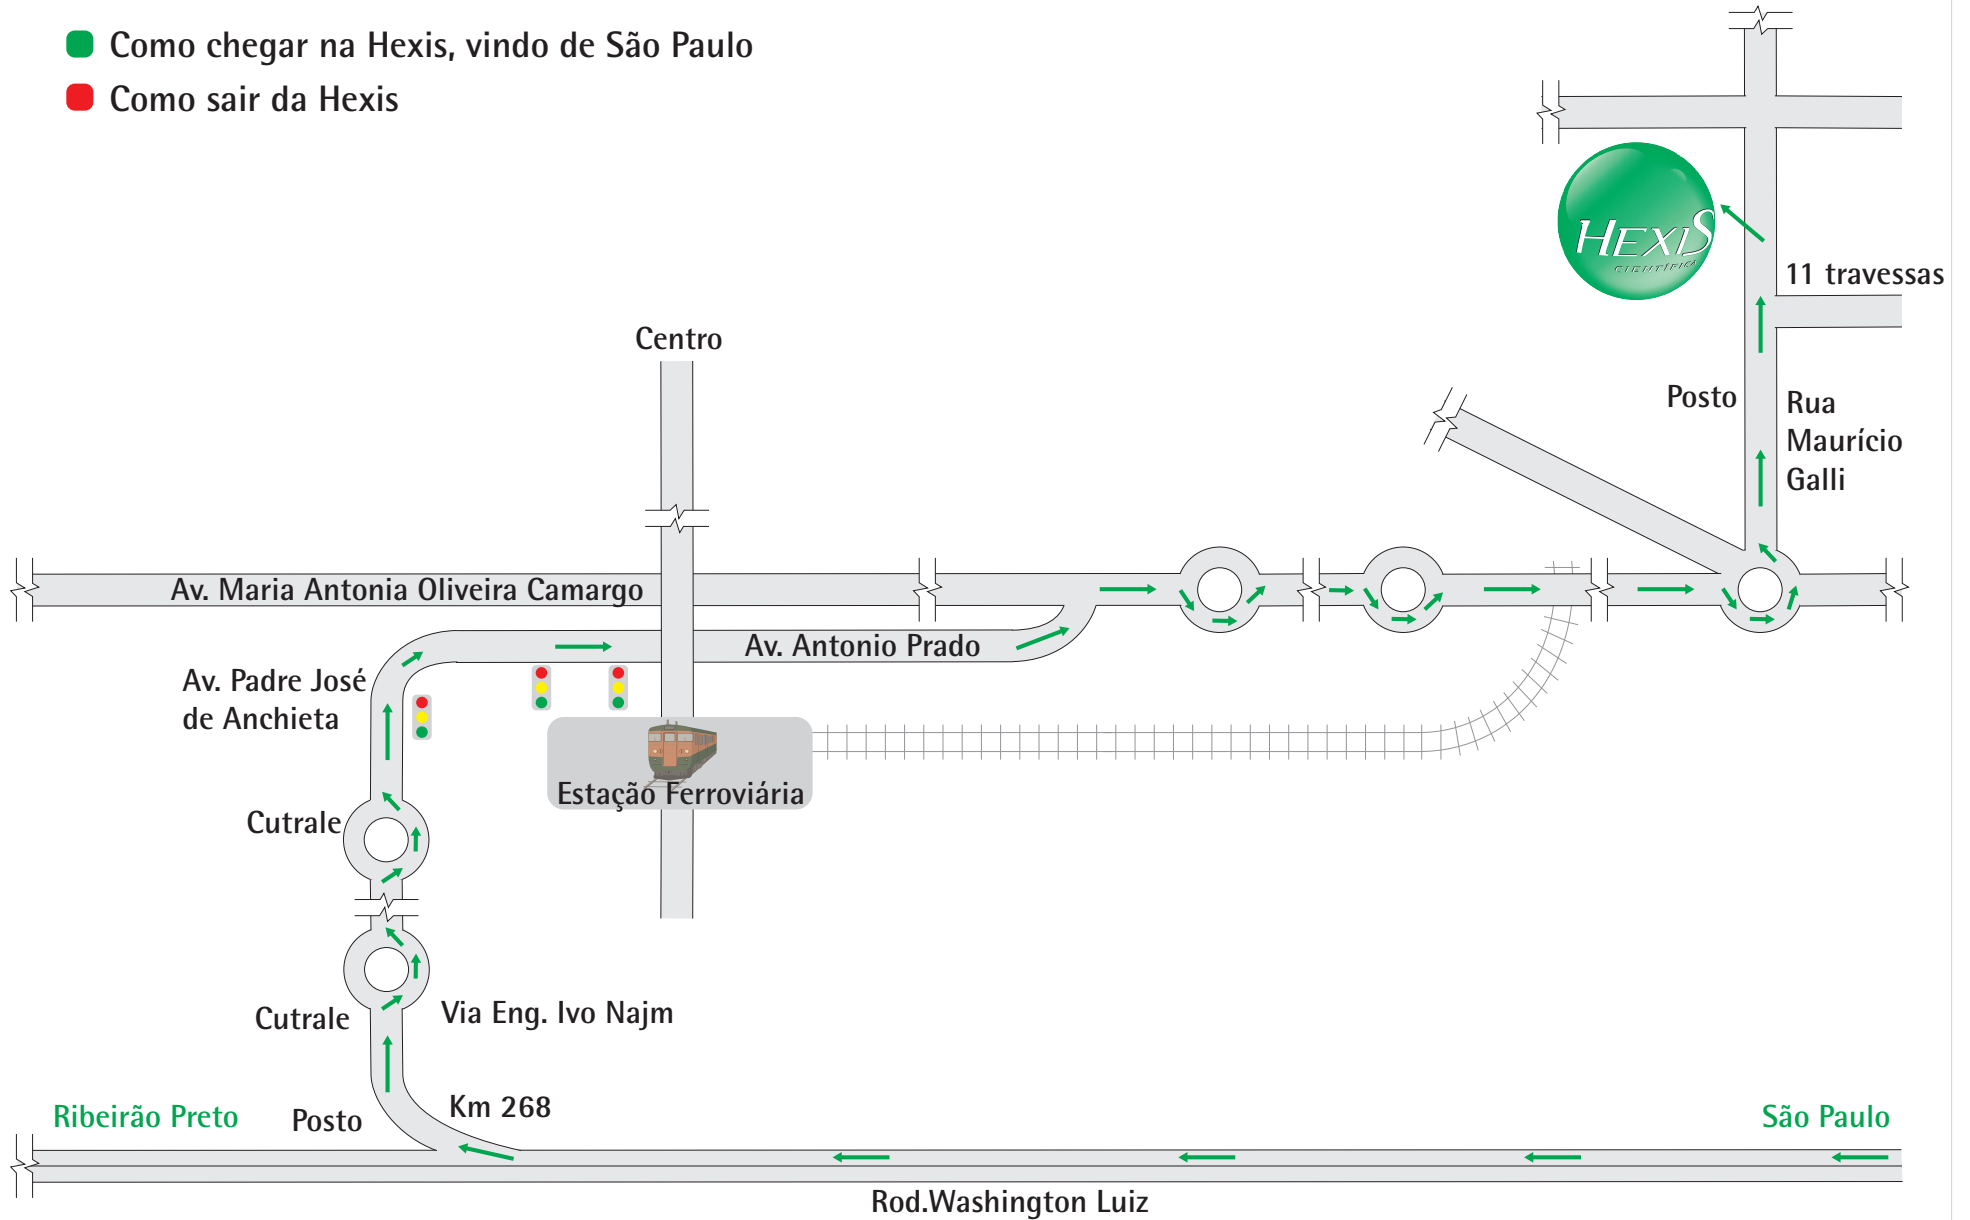 Como chegar na Hexis, vindo de São Paulo
Como sair da Hexis
HEXIS
CIENTÍFICA
11 travessas
Centro
Posto
Rua
Maurício
Galli
Av. Maria Antonia Oliveira Camargo
Av. Antonio Prado
Av. Padre José
de Anchieta
Estação Ferroviária
Cutrale
Cutrale
Via Eng. Ivo Najm
Km 268
Ribeirão Preto
Posto
São Paulo
Rod.Washington Luiz